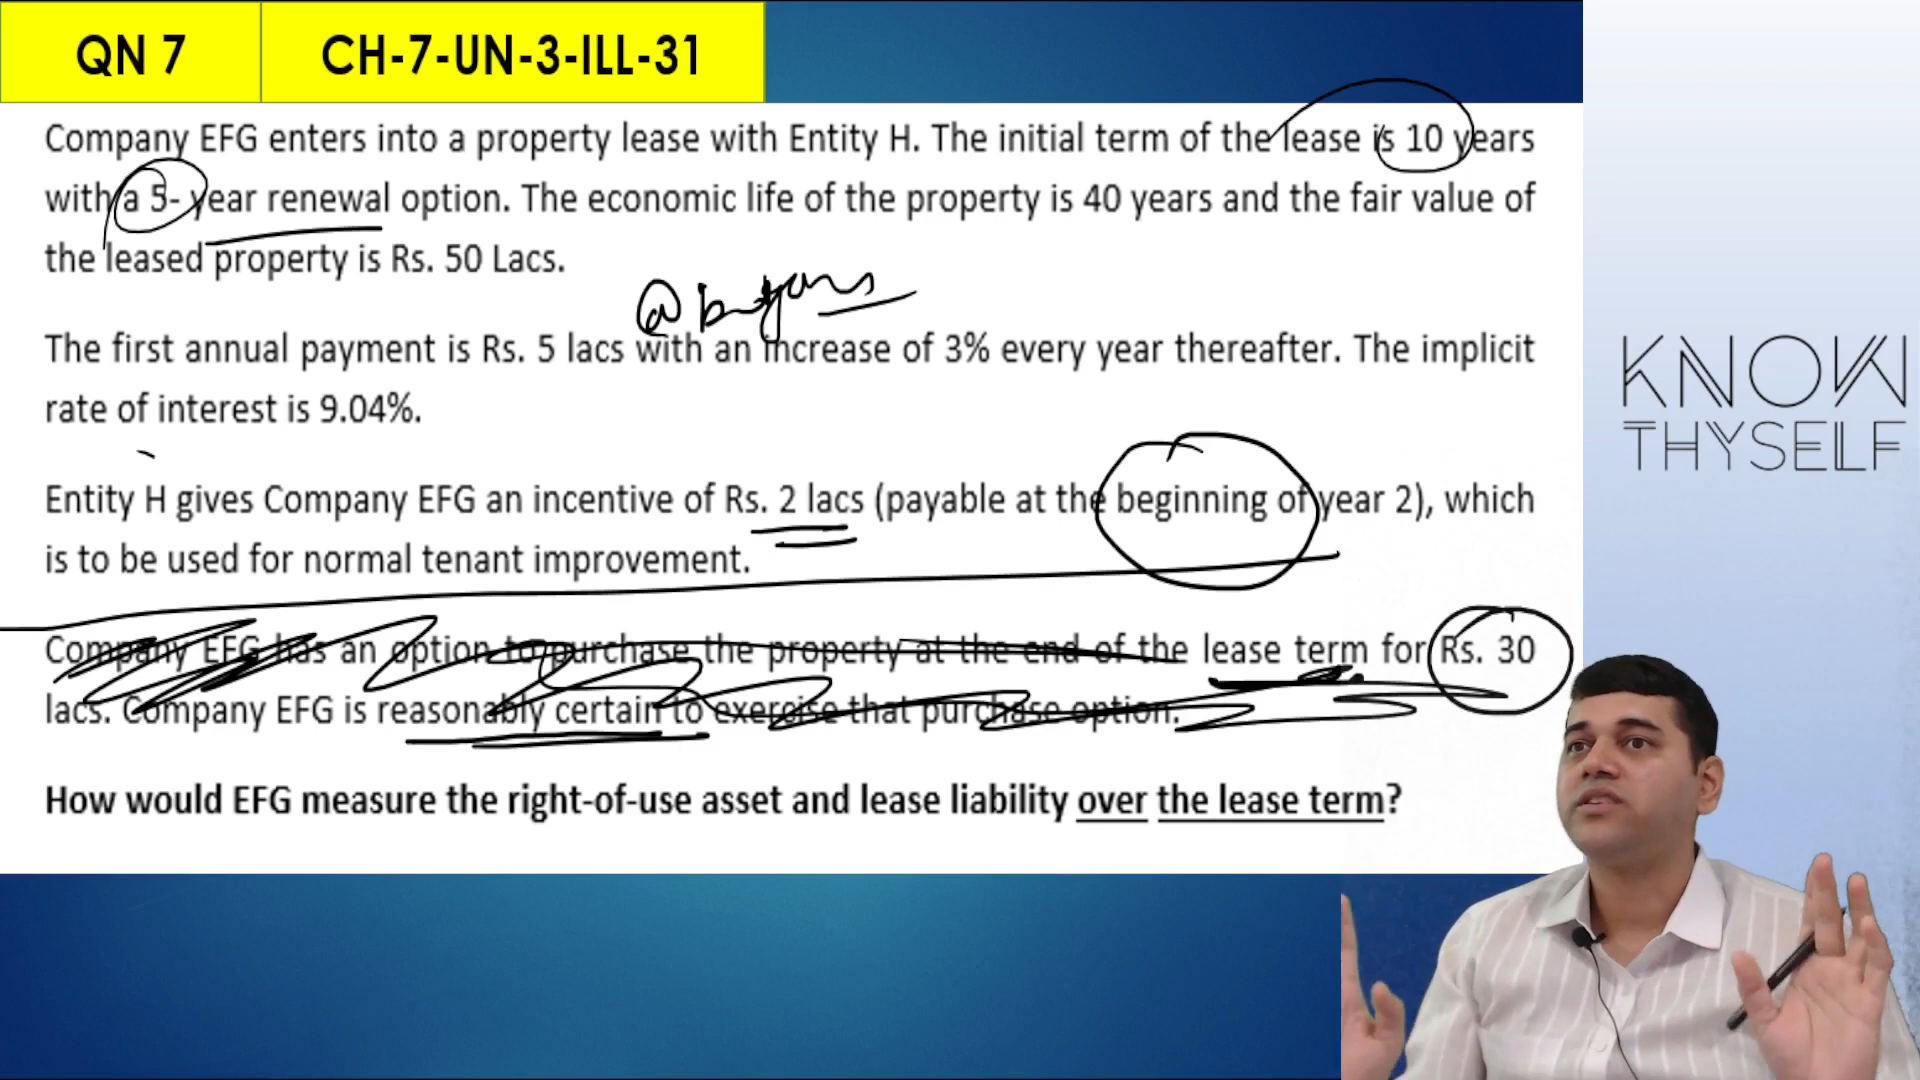 QN 7
CH-7-UN-3-ILL-31
Company EFG enters into a property lease with Entity H. The initial term of the lease is 10 years
with a 5- year renewal option. The economic life of the property is 40 years and the fair value of
the leased property is Rs. 50 Lacs.
The first annual payment is Rs. 5 lacs with an increase of 3% every year thereafter. The implicit
rate of interest is 9.04%.
Entity H gives Company EFG an incentive of Rs. 2 lacs (payable at the beginning of year 2), which
is to be used for normal tenant improvement.
Company EFG has an option to purchase the property at the end of the lease term for Rs. 30
lacs. Company EFG is reasonably certain to exercise that purchase option.
How would EFG measure the right-of-use asset and lease liability over the lease term?
KNOW
THYSELF